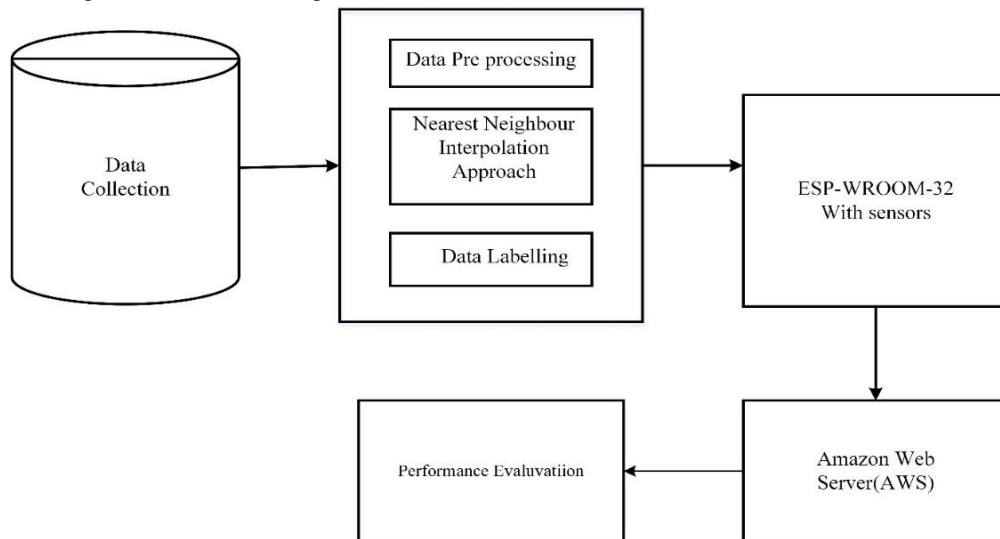 Data
Collection
Data Pre processing
Nearest Neighbour
Interpolation
Approach
Data Labelling
ESP-WROOM-32
With sensors
Amazon Web
Server(AWS)
Performance Evaluvatiion